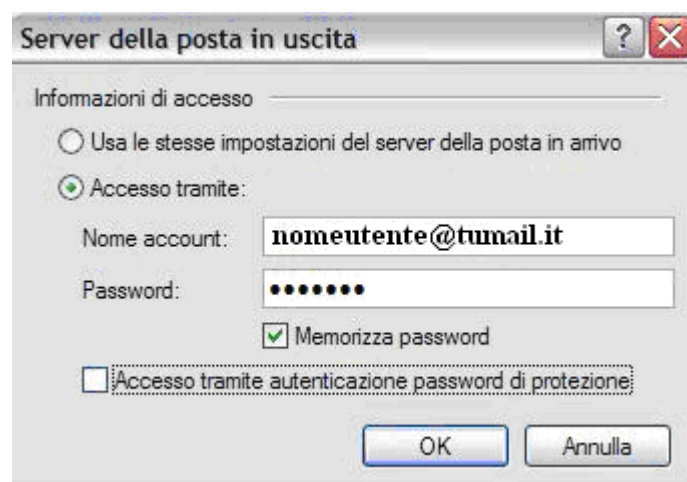 Server della posta in uscita
Informazioni di accesso
Usa le stesse impostazioni del server della posta in arrivo
Accesso tramite:
Nome account: nomeutente@tumail.it
Password: •••••••
Memorizza password
Accesso tramite autenticazione password di protezione
OK Annulla